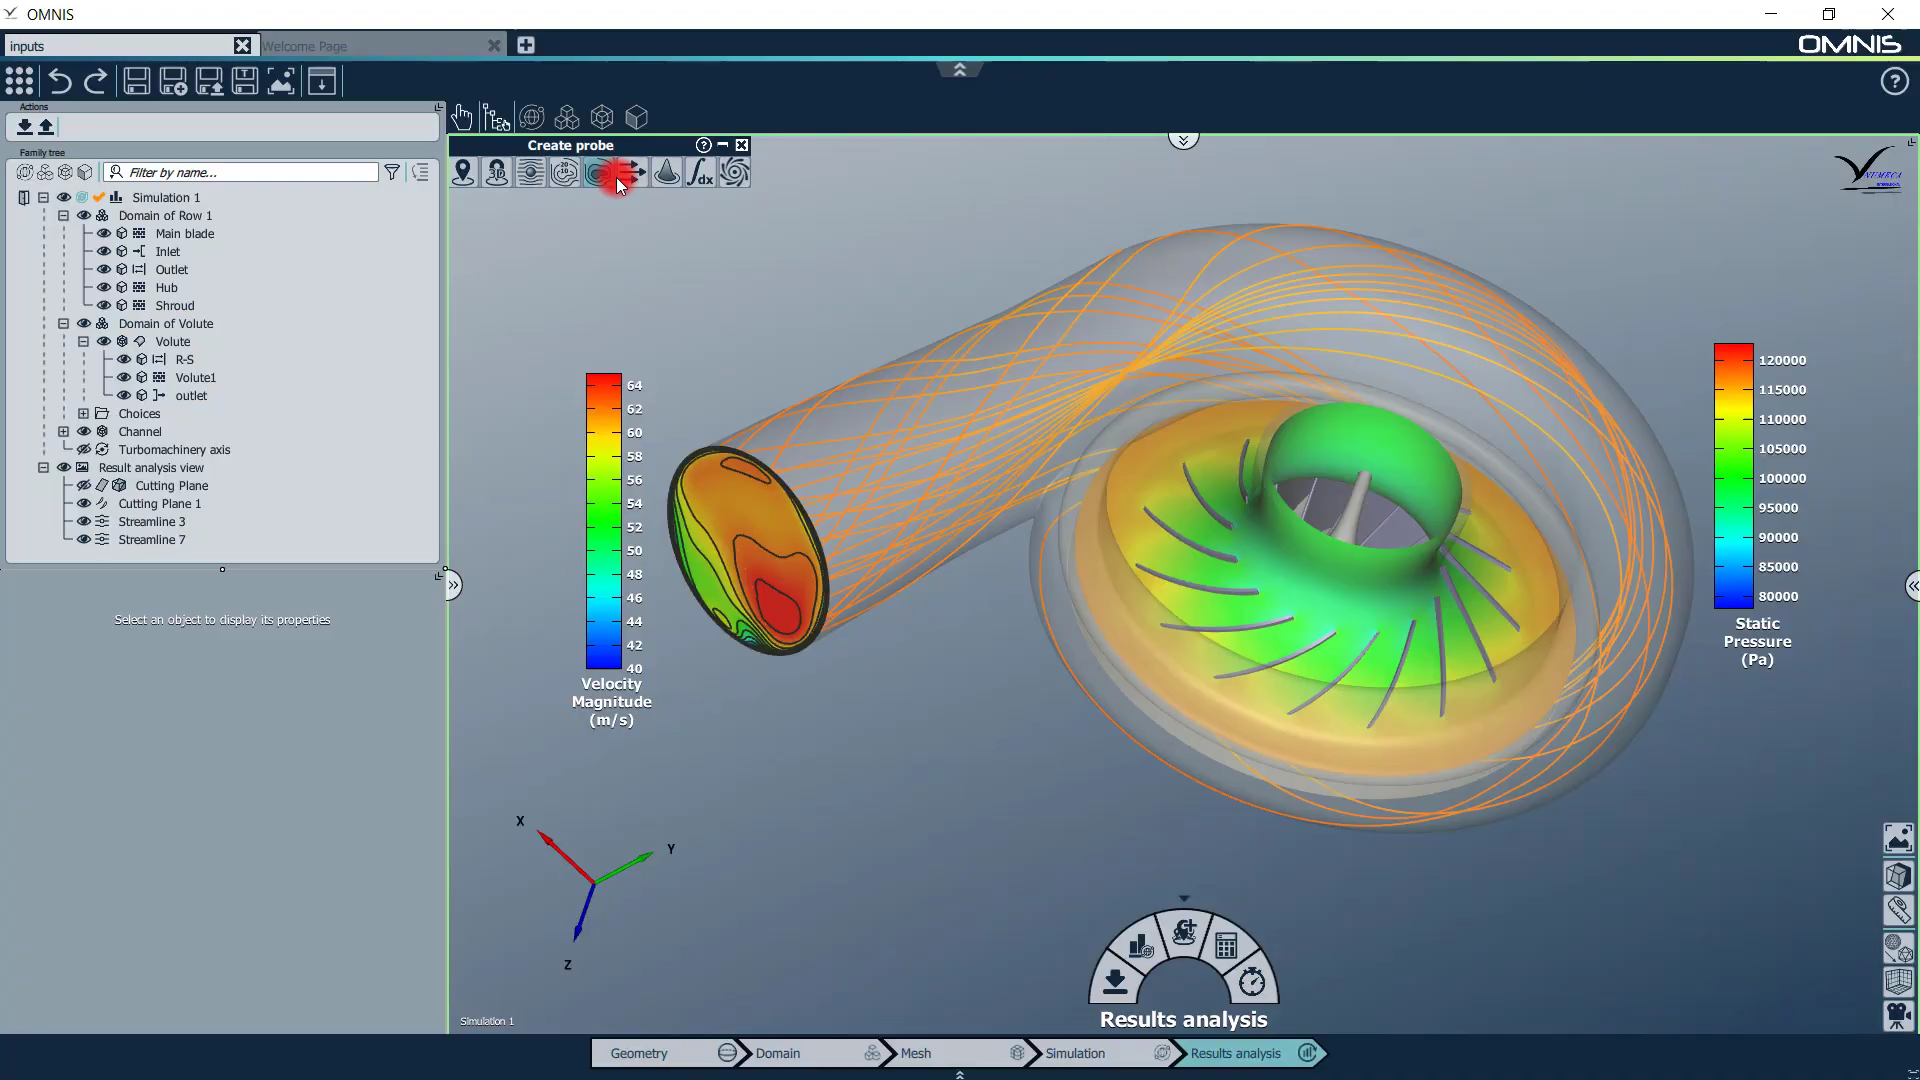 OMNIS
inputs
Welcome Page
OMNIS
Actions
Family tree
Filter by name...
Simulation 1
Domain of Row 1
Main blade
Inlet
Outlet
Hub
Shroud
Domain of Volute
Volute
R-S
Volute1
outlet
Choices
Channel
Turbomachinery axis
Result analysis view
Cutting Plane
Cutting Plane 1
Streamline 3
Streamline 7
Select an object to display its properties
Create probe
3D
20
10
∫dx
64
62
60
58
56
54
52
50
48
46
44
42
40
Velocity
Magnitude
(m/s)
120000
115000
110000
105000
100000
95000
90000
85000
80000
Static
Pressure
(Pa)
X
Y
Z
Simulation 1
Results analysis
Geometry
Domain
Mesh
Simulation
Results analysis